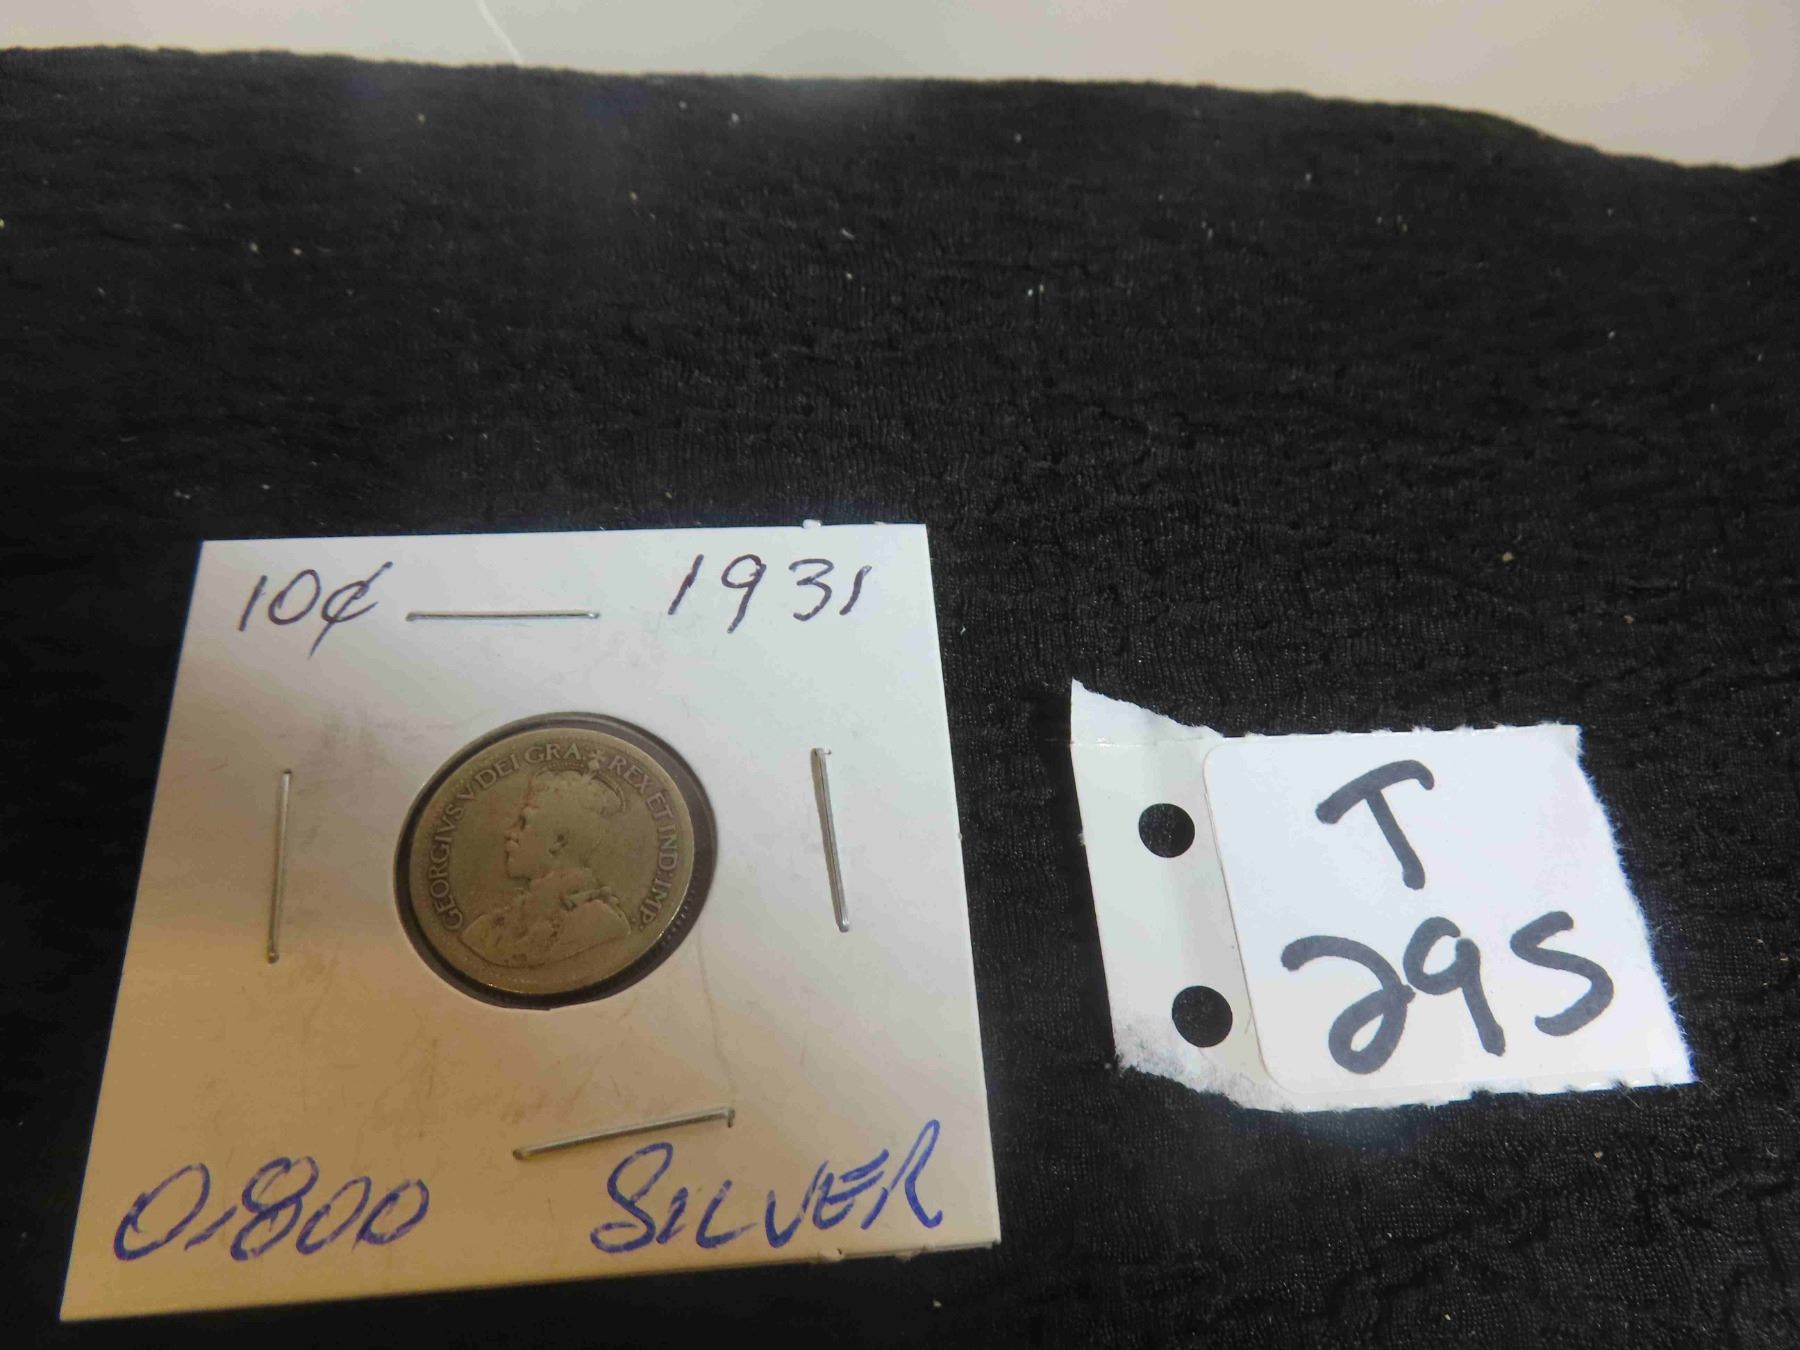 10¢ 1931
GEORGIVS V DEI GRA: REX ET IND: IMP:
0.800 SILVER
T
295